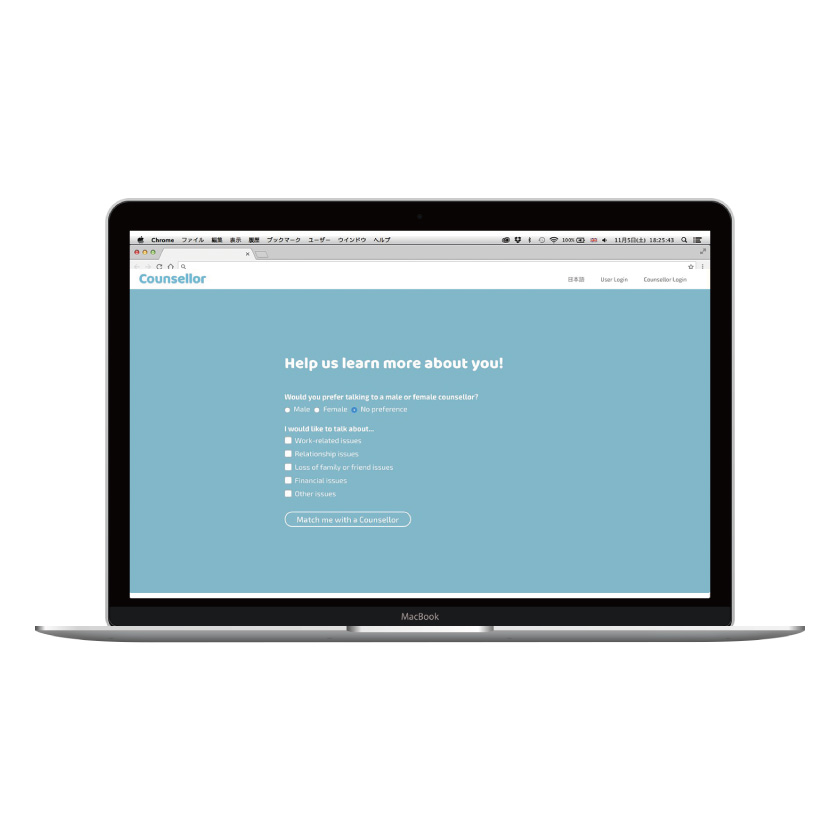 Chrome ファイル 編集 表示 履歴 ブックマーク ユーザー ウインドウ ヘルプ 100% 11月5日(土) 18:25:43
Counsellor 日本語 User Login Counsellor Login
Help us learn more about you!
Would you prefer talking to a male or female counsellor?
Male Female No preference
I would like to talk about...
Work-related issues
Relationship issues
Loss of family or friend issues
Financial issues
Other issues
Match me with a Counsellor
MacBook